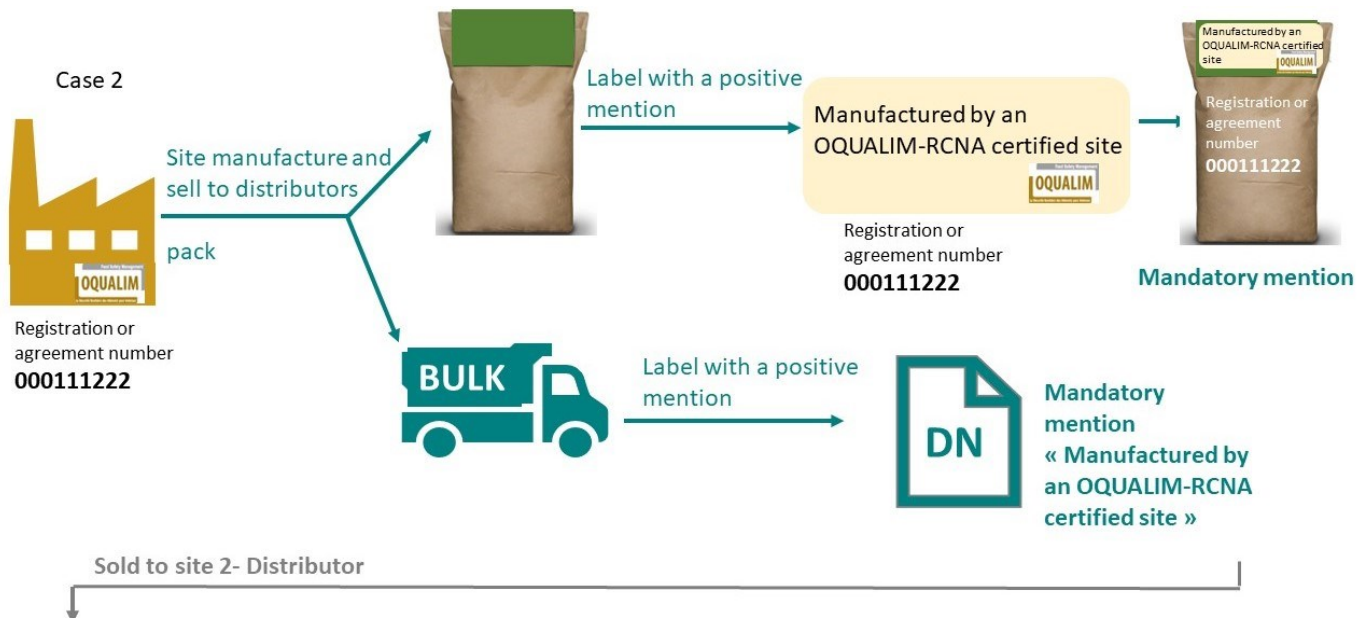 Case 2
Site manufacture and
sell to distributors
pack
OQUALIM
Registration or
agreement number
000111222
Label with a positive
mention
Manufactured by an
OQUALIM-RCNA certified site
OQUALIM
Registration or
agreement number
000111222
Manufactured by an
OQUALIM-RCNA certified
site
OQUALIM
Registration or
agreement
number
000111222
Mandatory mention
BULK
Label with a positive
mention
DN
Mandatory
mention
« Manufactured by
an OQUALIM-RCNA
certified site »
Sold to site 2- Distributor